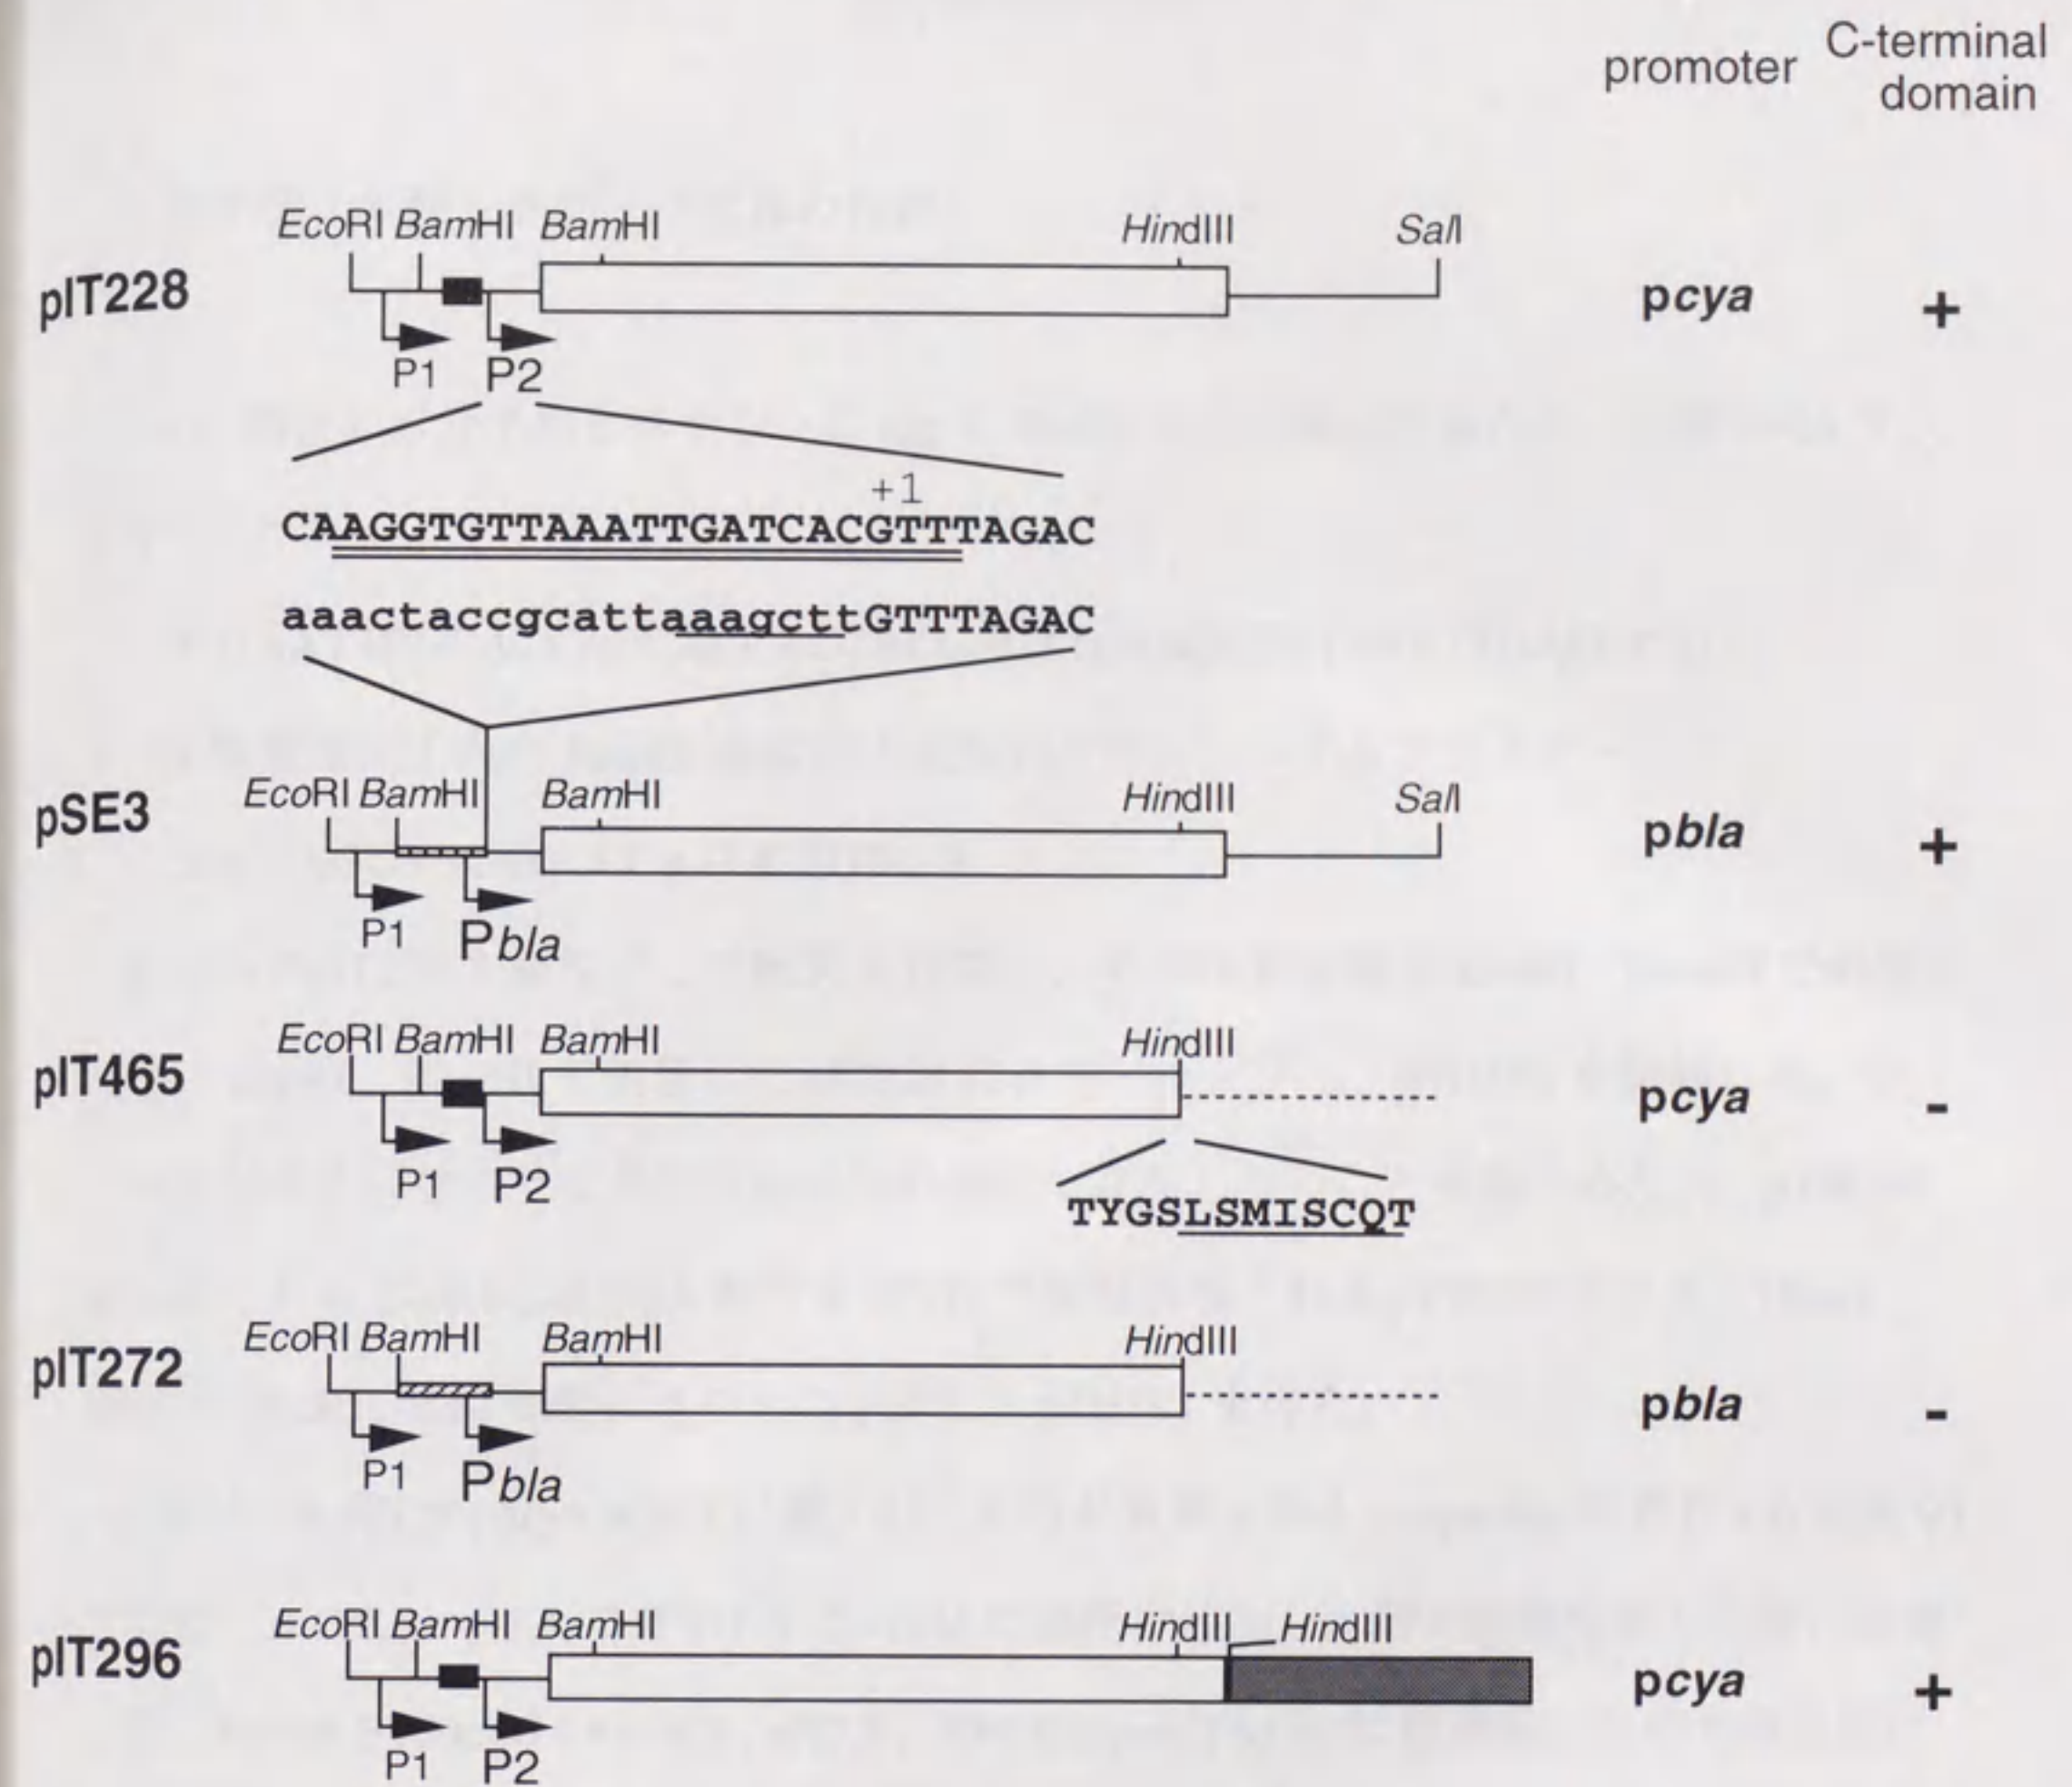 promoter C-terminal domain
EcoRI BamHI BamHI HindIII SalI
pIT228 pcya +
P1 P2
+1
CAAGGTGTTAAATTGATCACGTTTTAGAC
aaactaccgcattaaagcttGTTTAGAC
EcoRI BamHI BamHI HindIII SalI
pSE3 pbla +
P1 Pbla
EcoRI BamHI BamHI HindIII
pIT465 pcya -
P1 P2
TYGSLSMISCQT
EcoRI BamHI BamHI HindIII
pIT272 pbla -
P1 Pbla
EcoRI BamHI BamHI HindIII HindIII
pIT296 pcya +
P1 P2